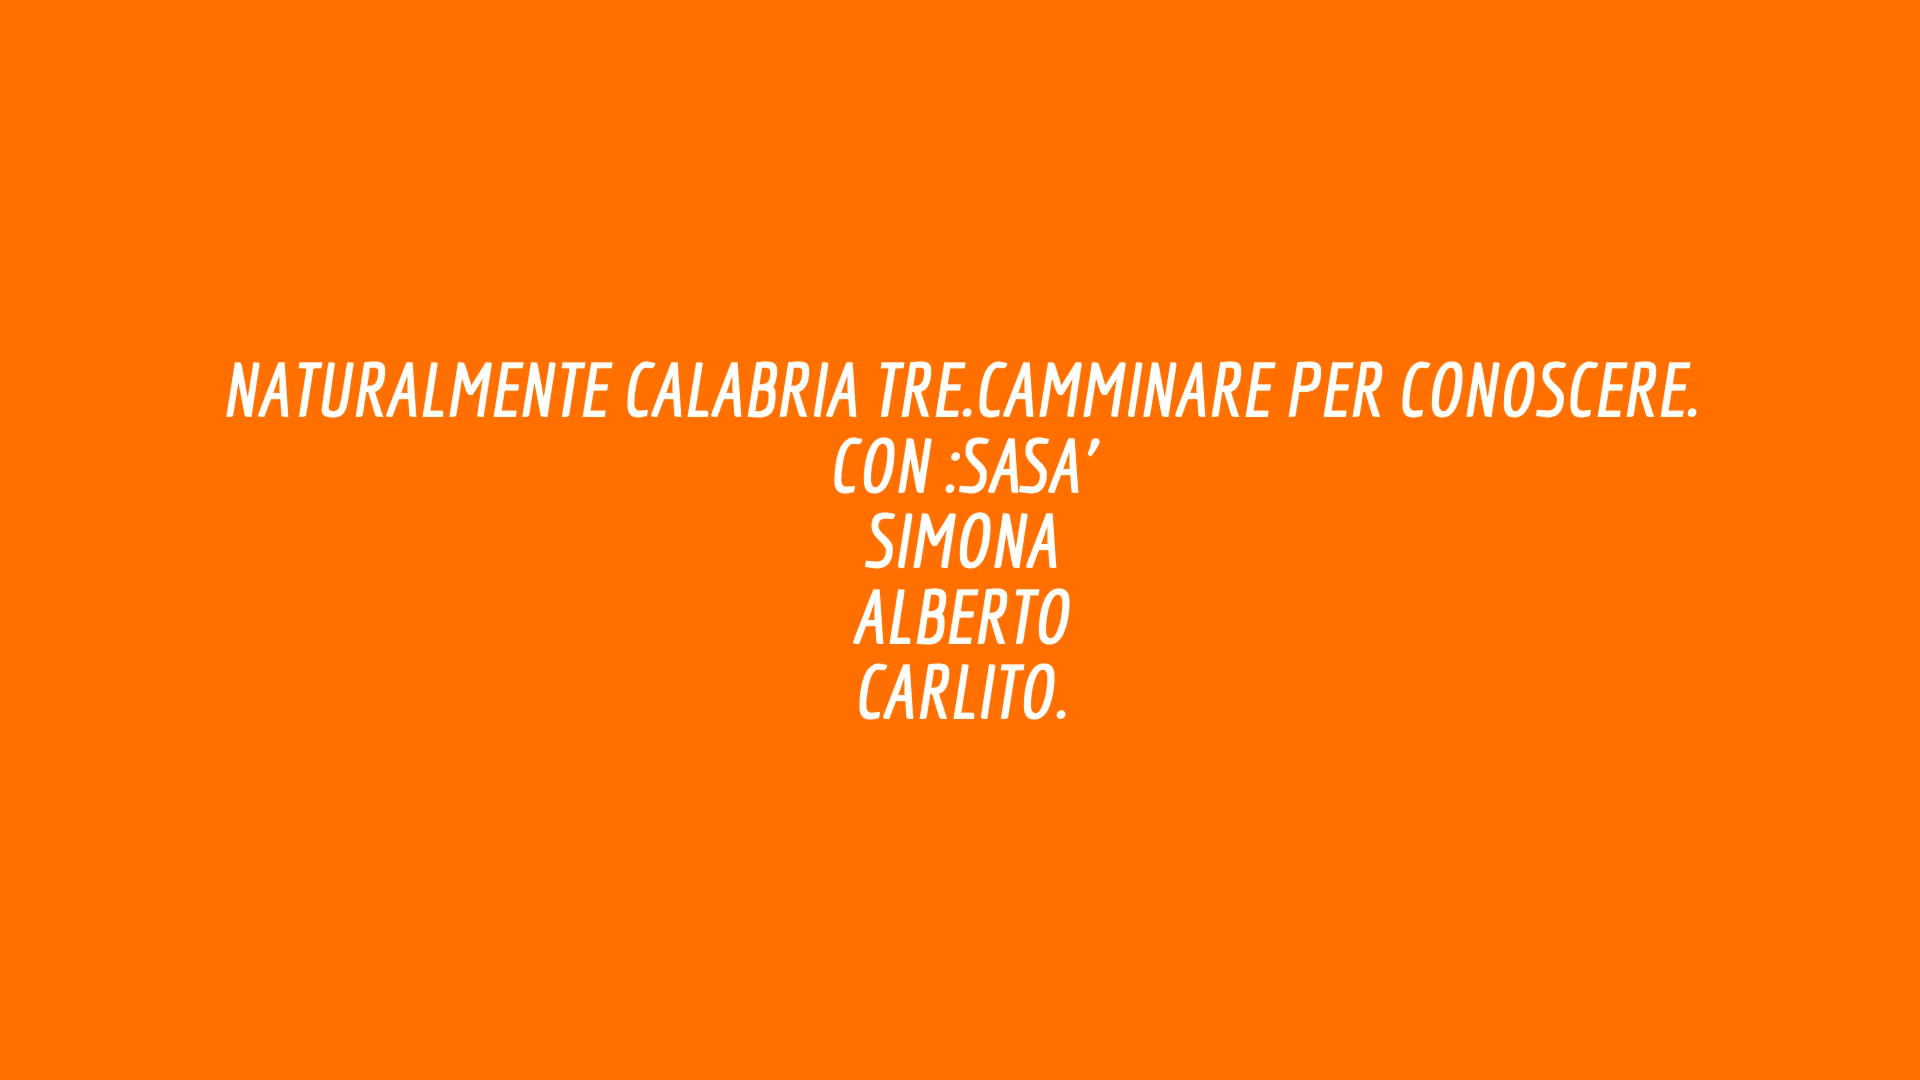 NATURALMENTE CALABRIA TRE.CAMMINARE PER CONOSCERE.
CON :SASA’
SIMONA
ALBERTO
CARLITO.